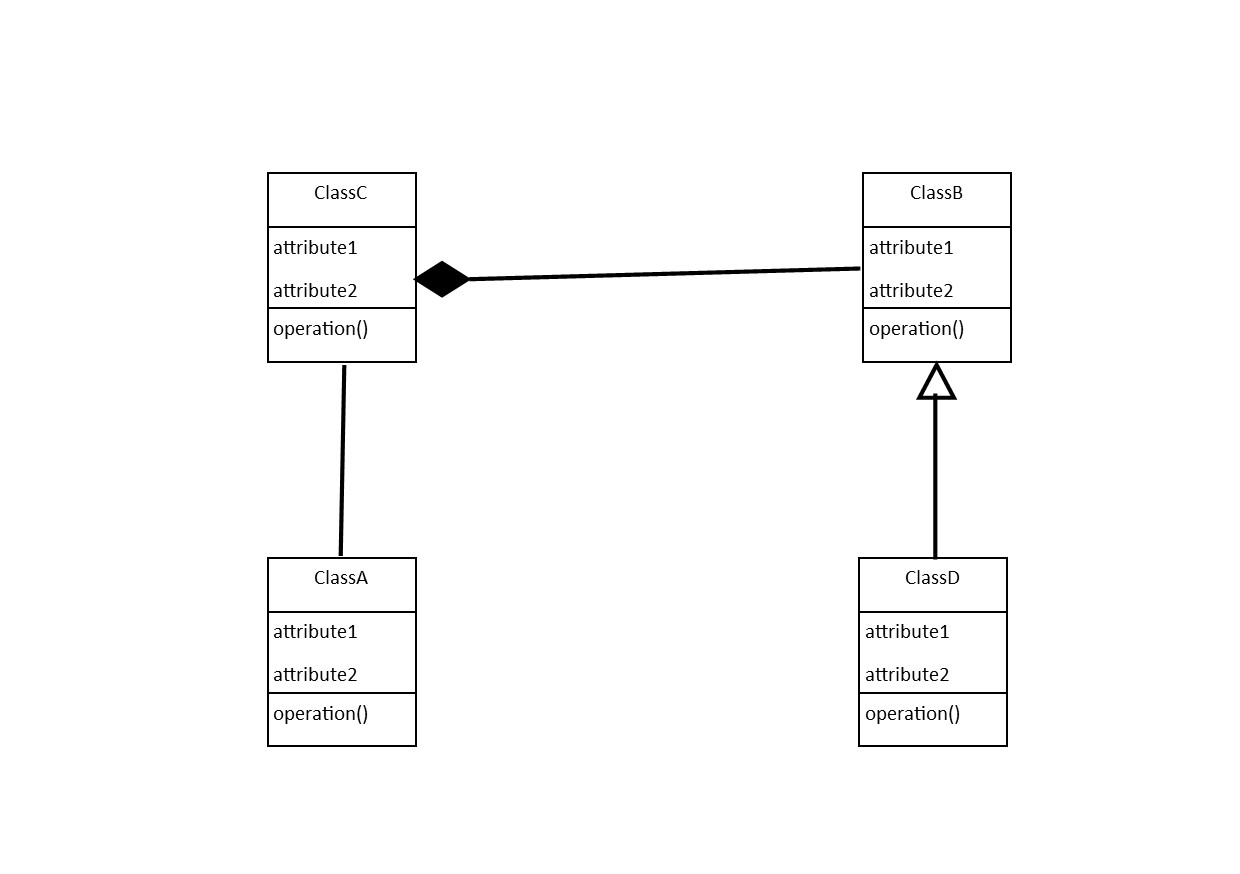 ClassC
attribute1
attribute2
operation()
ClassB
attribute1
attribute2
operation()
ClassA
attribute1
attribute2
operation()
ClassD
attribute1
attribute2
operation()